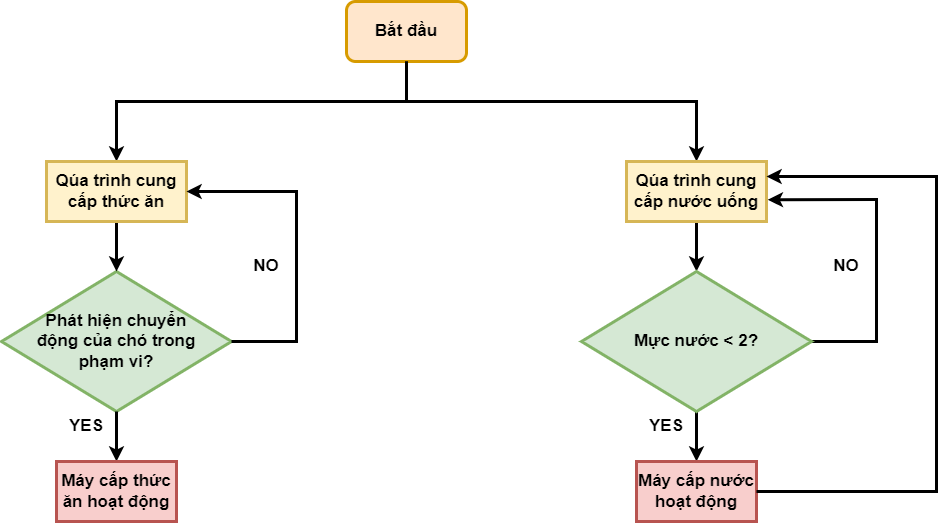 Bắt đầu
Qúa trình cung
cấp thức ăn
Qúa trình cung
cấp nước uống
NO
NO
Phát hiện chuyển
động của chó trong
phạm vi?
Mực nước < 2?
YES
YES
Máy cấp thức
ăn hoạt động
Máy cấp nước
hoạt động